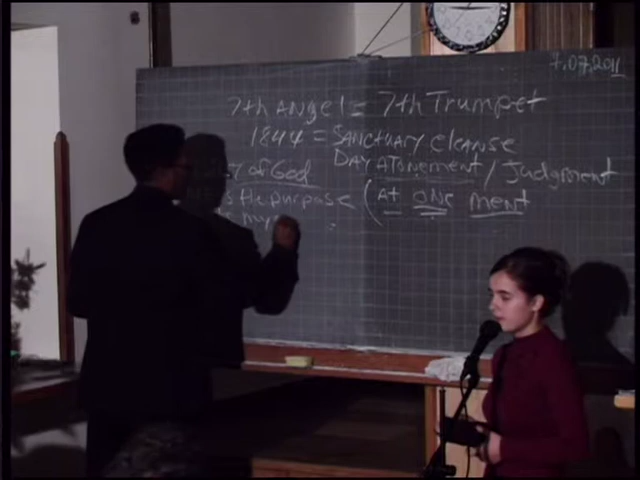 7.07.2011
7th Angel = 7th Trumpet
1844 = Sanctuary Cleanse
Day Atonement / Judgment
of God
the purpose (At one ment